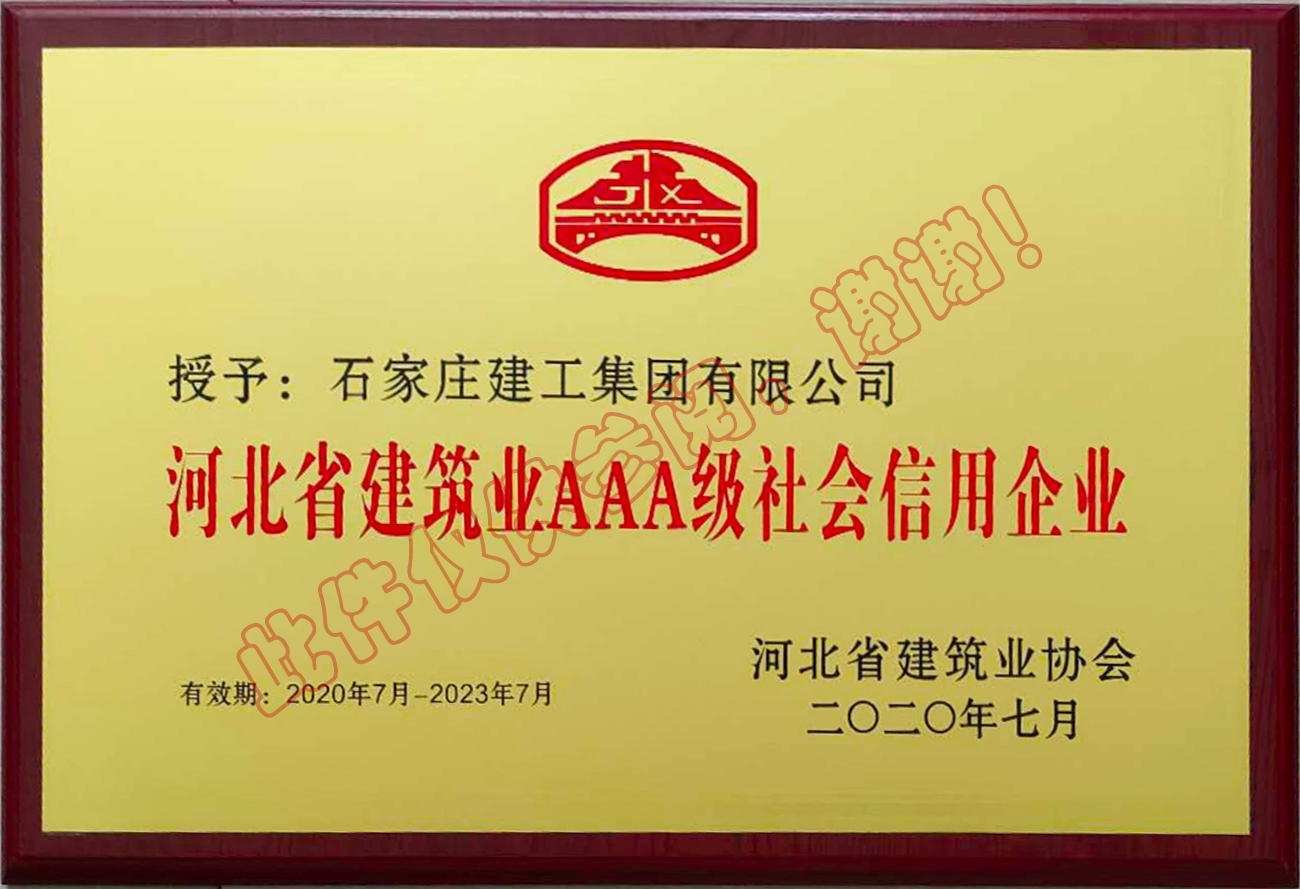 JX
授予：石家庄建工集团有限公司
河北省建筑业AAA级社会信用企业
河北省建筑业协会
有效期：2020年7月-2023年7月
二〇二〇年七月
此件仅供参阅.谢谢！